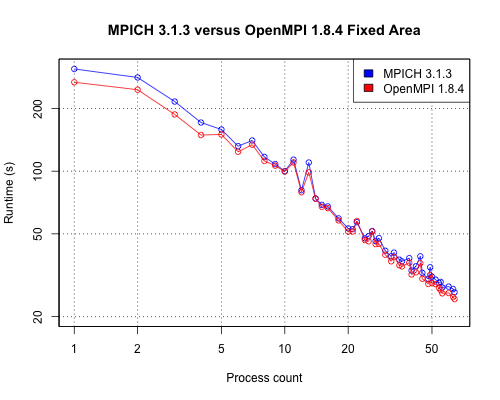 MPICH 3.1.3 versus OpenMPI 1.8.4 Fixed Area
MPICH 3.1.3
OpenMPI 1.8.4
Runtime (s)
200
100
50
20
1 2 5 10 20 50
Process count